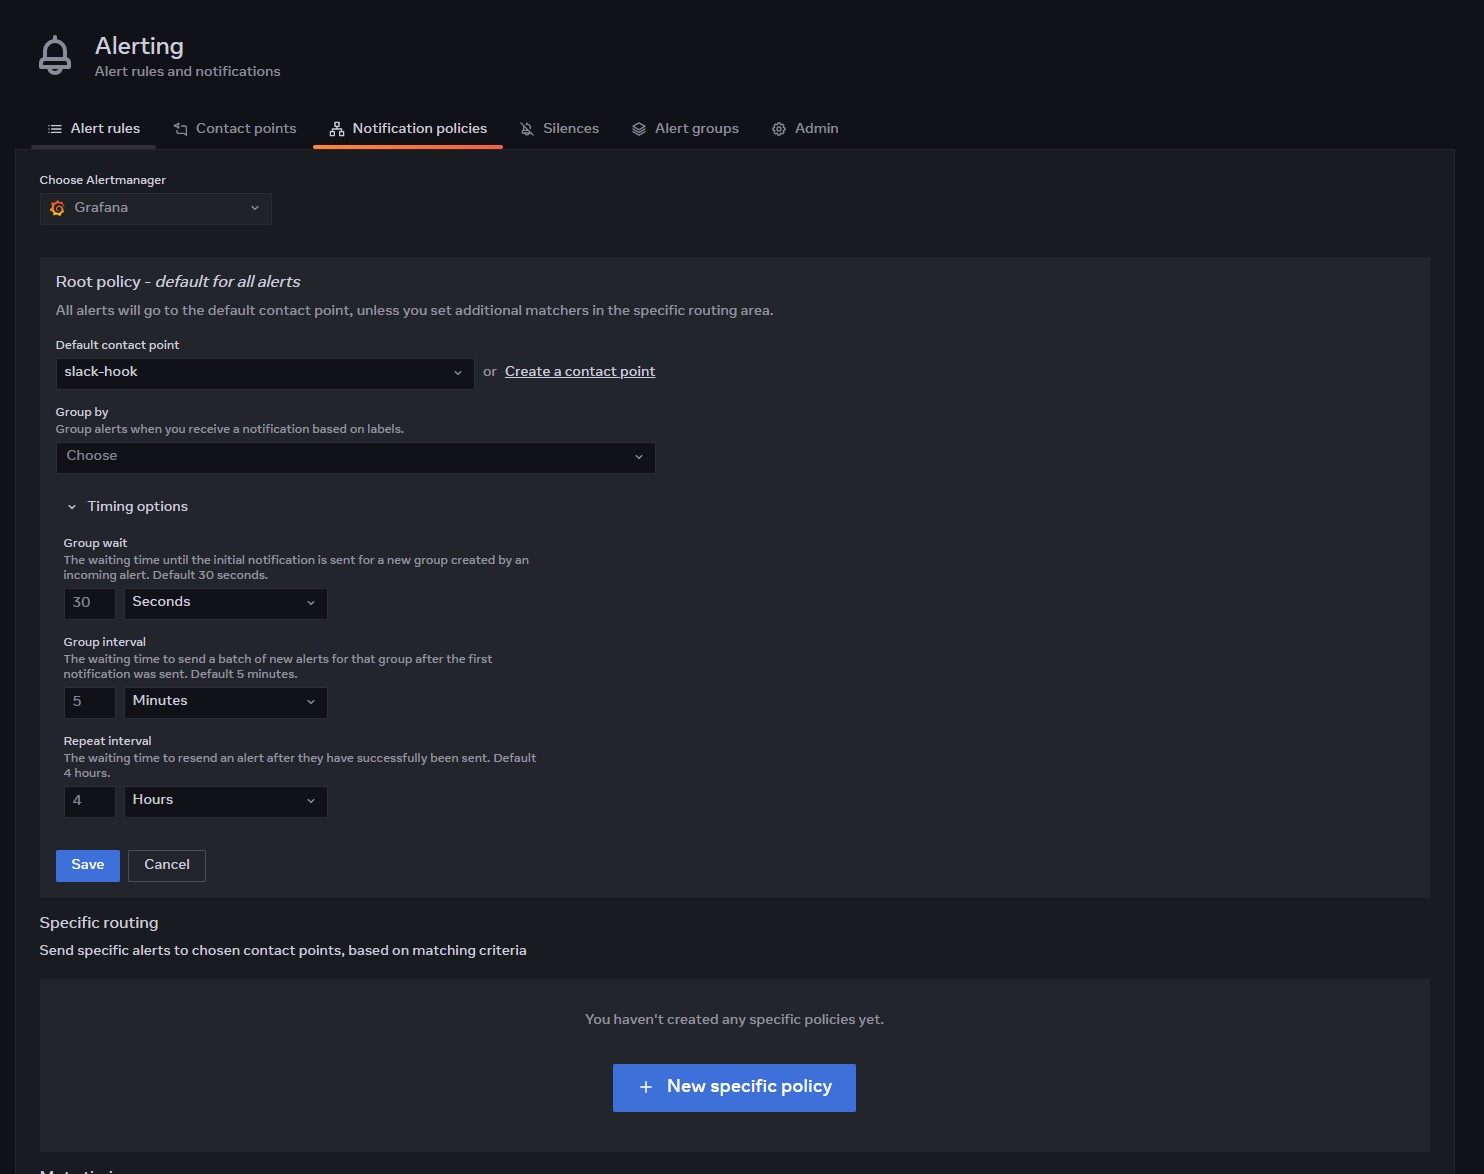 Alerting
Alert rules and notifications
Alert rules
Contact points
Notification policies
Silences
Alert groups
Admin
Choose Alertmanager
Grafana
Root policy - default for all alerts
All alerts will go to the default contact point, unless you set additional matchers in the specific routing area.
Default contact point
slack-hook
or Create a contact point
Group by
Group alerts when you receive a notification based on labels.
Choose
Timing options
Group wait
The waiting time until the initial notification is sent for a new group created by an
incoming alert. Default 30 seconds.
30 Seconds
Group interval
The waiting time to send a batch of new alerts for that group after the first
notification was sent. Default 5 minutes.
5 Minutes
Repeat interval
The waiting time to resend an alert after they have successfully been sent. Default
4 hours.
4 Hours
Save Cancel
Specific routing
Send specific alerts to chosen contact points, based on matching criteria
You haven't created any specific policies yet.
+ New specific policy